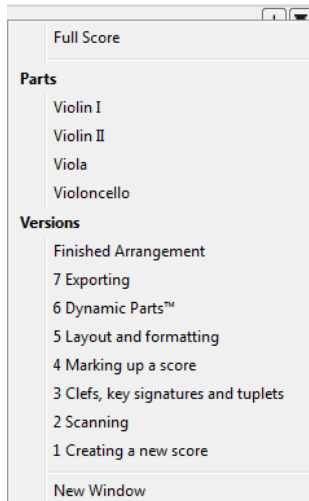 Full Score
Parts
Violin I
Violin II
Viola
Violoncello
Versions
Finished Arrangement
7 Exporting
6 Dynamic Parts™
5 Layout and formatting
4 Marking up a score
3 Clefs, key signatures and tuplets
2 Scanning
1 Creating a new score
New Window